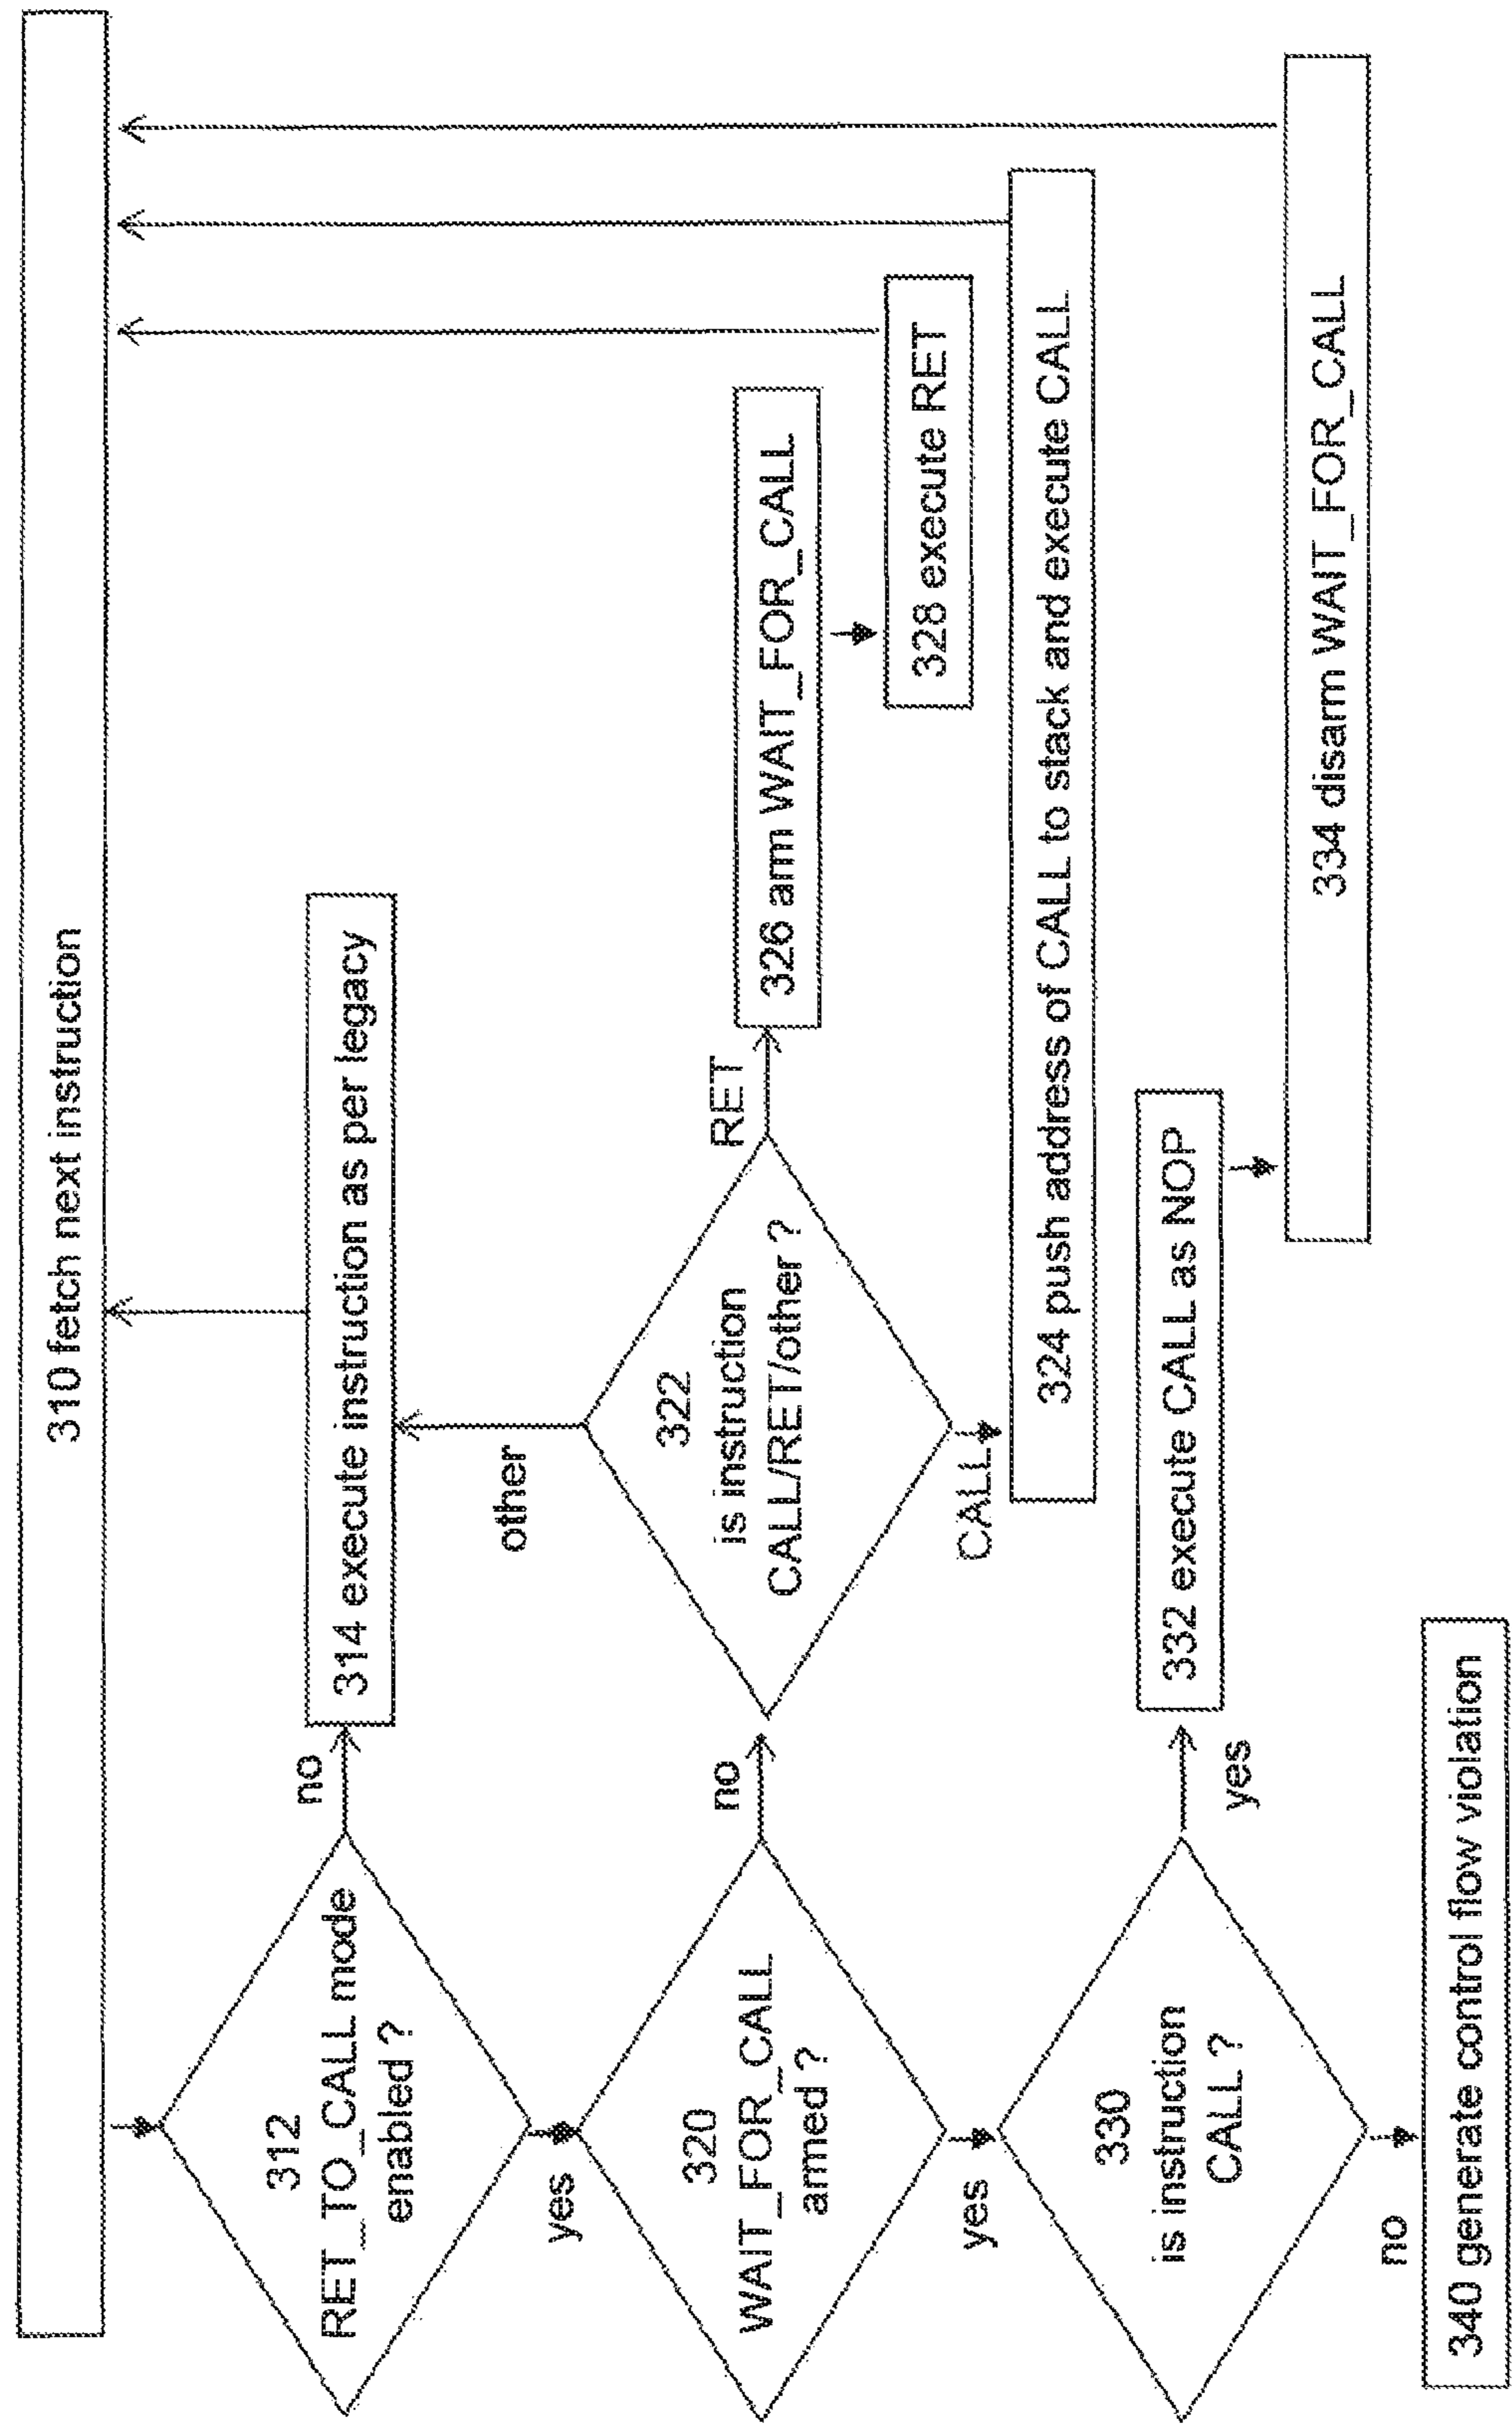 310 fetch next instruction
312
RET_TO_CALL mode
enabled ?
no
314 execute instruction as per legacy
yes
other
320
WAIT_FOR_CALL
armed ?
no
322
is instruction
CALL/RET/other ?
RET
326 arm WAIT_FOR_CALL
328 execute RET
CALL
324 push address of CALL to stack and execute CALL
yes
330
is instruction
CALL ?
yes
332 execute CALL as NOP
334 disarm WAIT_FOR_CALL
no
340 generate control flow violation